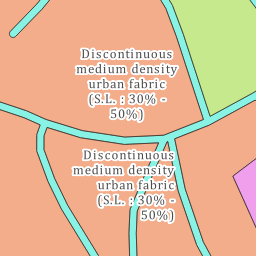 Discontinuous
medium density
urban fabric
(S.L. : 30% -
50%)
Discontinuous
medium density
urban fabric
(S.L. : 30% -
50%)